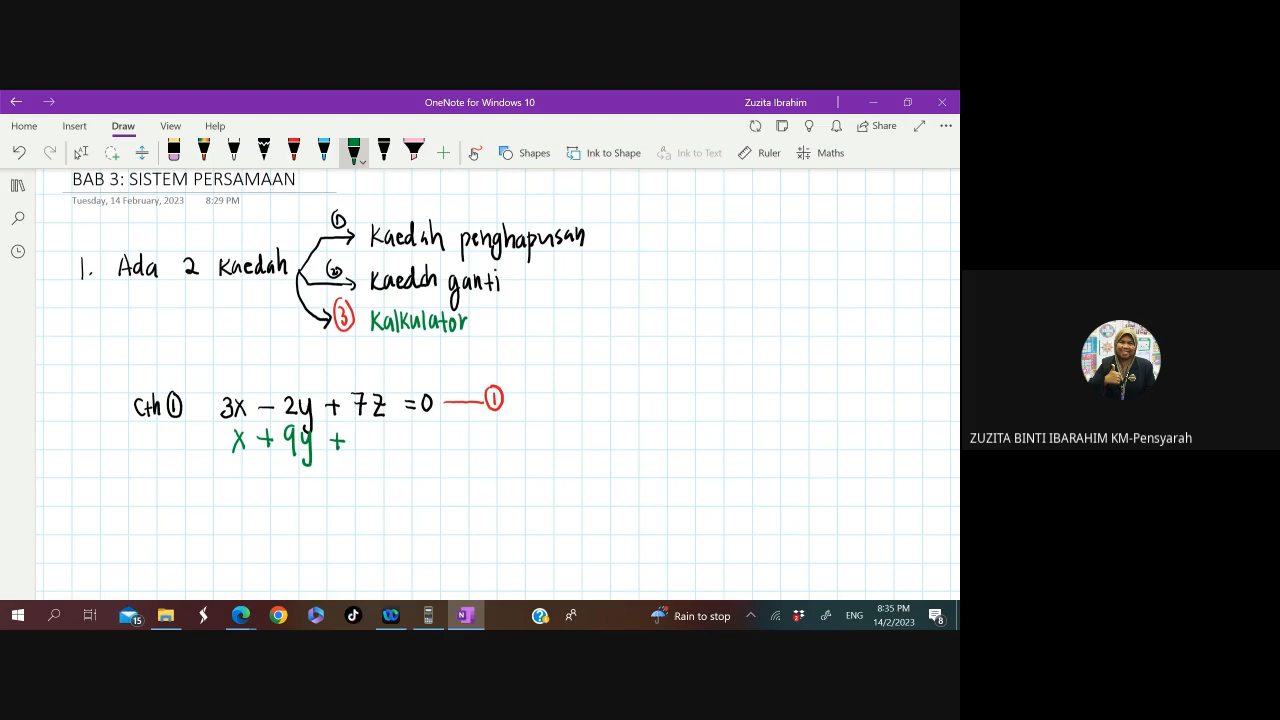 OneNote for Windows 10
Zuzita Ibrahim
Home Insert Draw View Help
Share
Shapes Ink to Shape Ink to Text Ruler Maths
BAB 3: SISTEM PERSAMAAN
Tuesday, 14 February, 2023 8:29 PM
1. Ada 2 Kaedah
① Kaedah penghapusan
② Kaedah ganti
③ Kalkulator
Cth ① 3x - 2y + 7z = 0 —— ①
x + 9y +
ZUZITA BINTI IBARAHIM KM-Pensyarah
15
Rain to stop
2
ENG
8:35 PM
14/2/2023
8